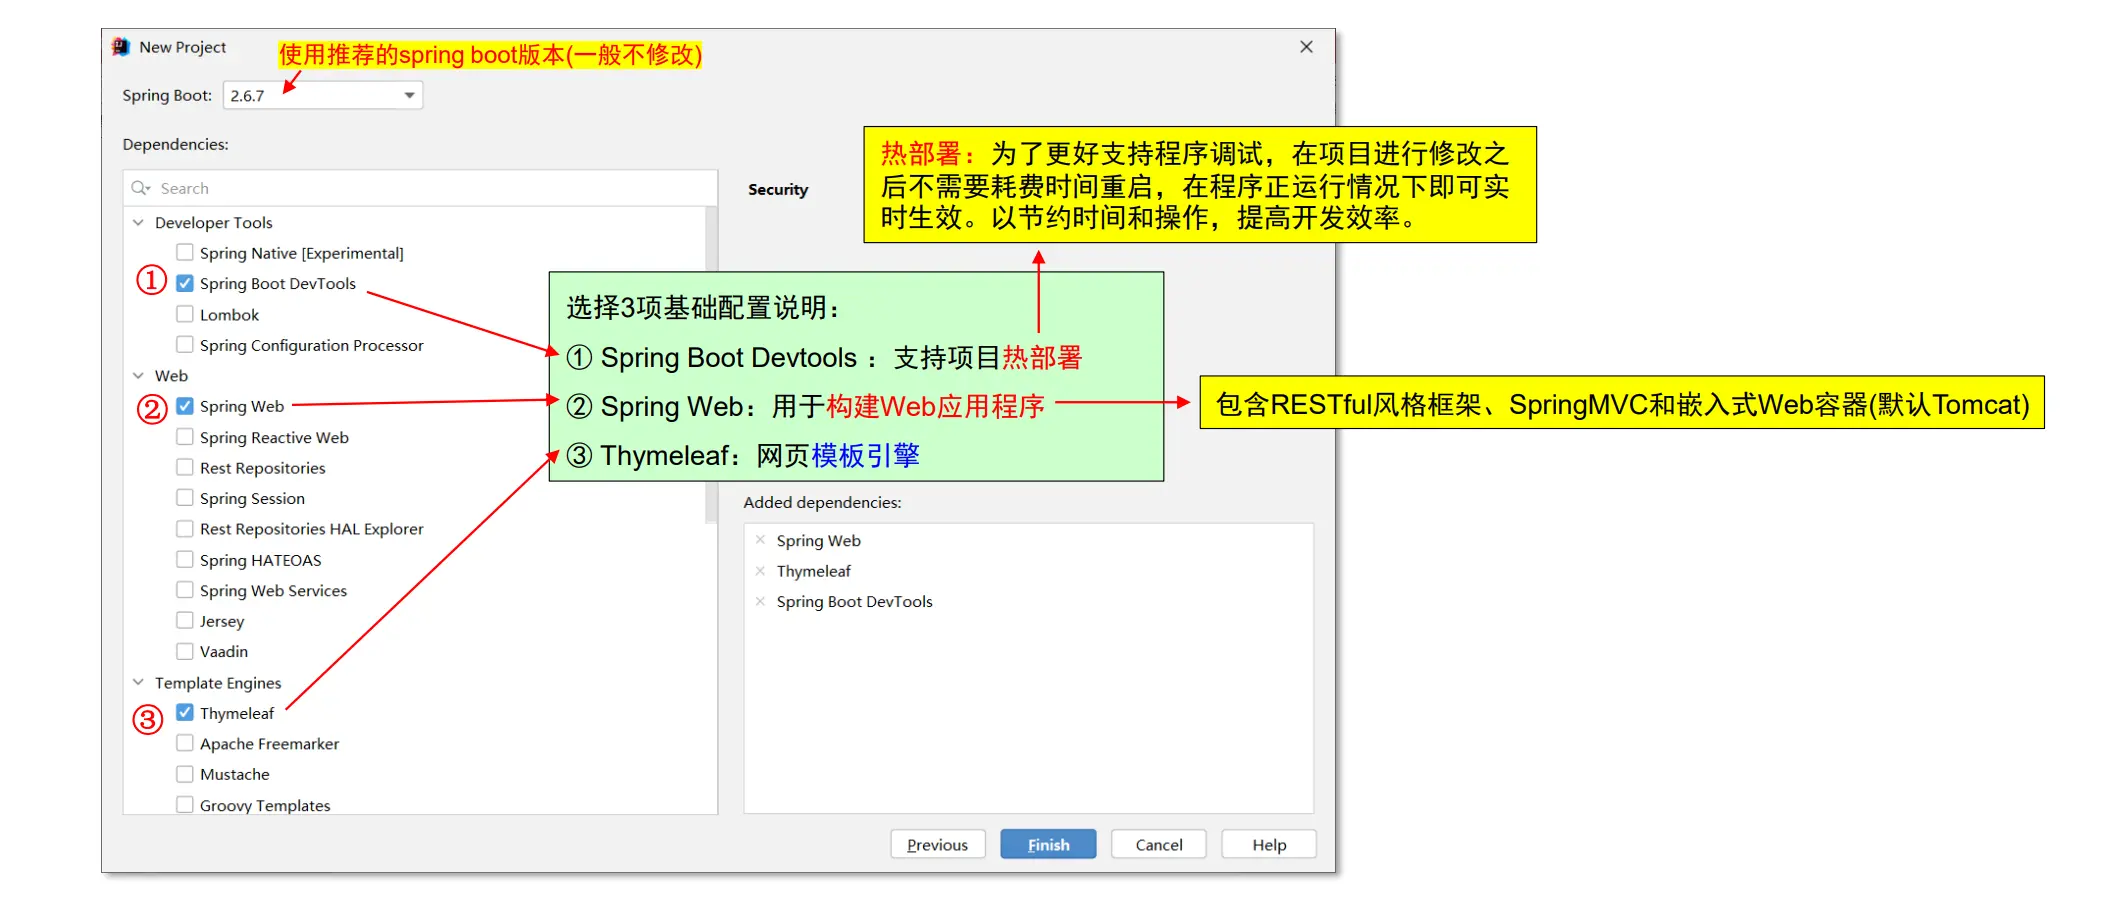 New Project
使用推荐的spring boot版本(一般不修改)
Spring Boot: 2.6.7
Dependencies:
Search
Developer Tools
Spring Native [Experimental]
① Spring Boot DevTools
Lombok
Spring Configuration Processor
Web
② Spring Web
Spring Reactive Web
Rest Repositories
Spring Session
Rest Repositories HAL Explorer
Spring HATEOAS
Spring Web Services
Jersey
Vaadin
Template Engines
③ Thymeleaf
Apache Freemarker
Mustache
Groovy Templates
Security
热部署：为了更好支持程序调试，在项目进行修改之
后不需要耗费时间重启，在程序正运行情况下即可实
时生效。以节约时间和操作，提高开发效率。
选择3项基础配置说明：
① Spring Boot Devtools ：支持项目热部署
② Spring Web：用于构建Web应用程序
③ Thymeleaf：网页模板引擎
包含RESTful风格框架、SpringMVC和嵌入式Web容器(默认Tomcat)
Added dependencies:
Spring Web
Thymeleaf
Spring Boot DevTools
Previous
Finish
Cancel
Help